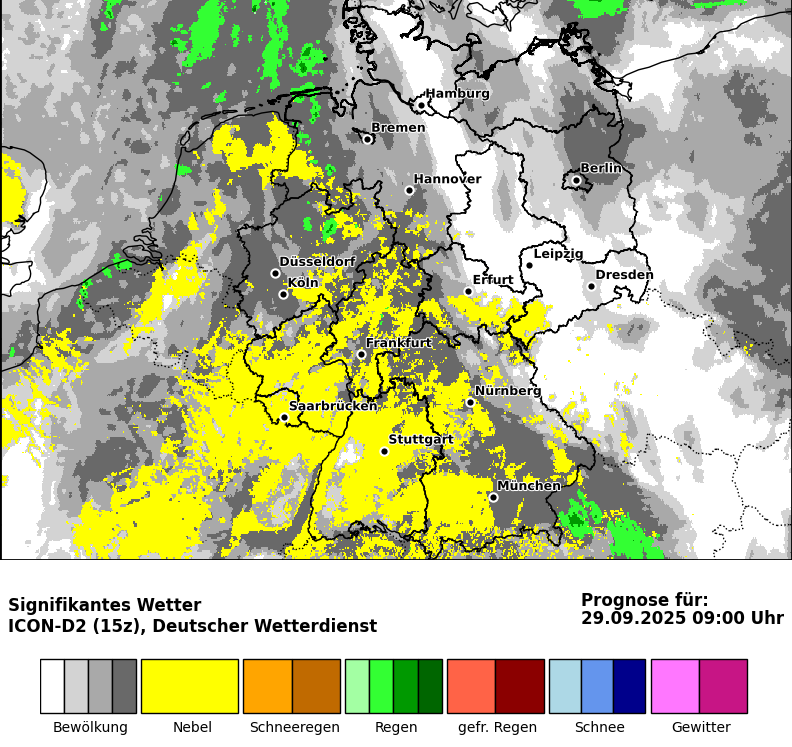 Hamburg
Bremen
Berlin
Hannover
Leipzig
Düsseldorf
Dresden
Köln
Erfurt
Frankfurt
Nürnberg
Saarbrücken
Stuttgart
München
Signifikantes Wetter
ICON-D2 (15z), Deutscher Wetterdienst
Prognose für:
29.09.2025 09:00 Uhr
Bewölkung Nebel Schneeregen Regen gefr. Regen Schnee Gewitter